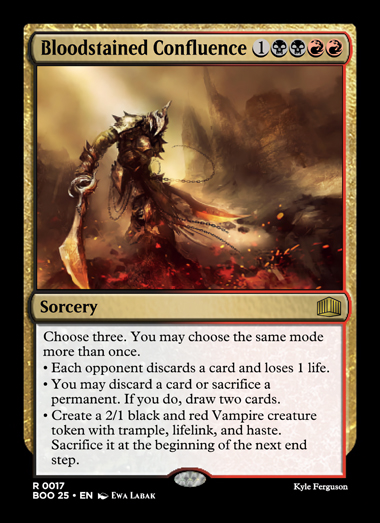 Bloodstained Confluence 1
Sorcery
Choose three. You may choose the same mode
more than once.
• Each opponent discards a card and loses 1 life.
• You may discard a card or sacrifice a
permanent. If you do, draw two cards.
• Create a 2/1 black and red Vampire creature
token with trample, lifelink, and haste.
Sacrifice it at the beginning of the next end
step.
R 0017
BOO 25 • EN Ewa Labak
Kyle Ferguson